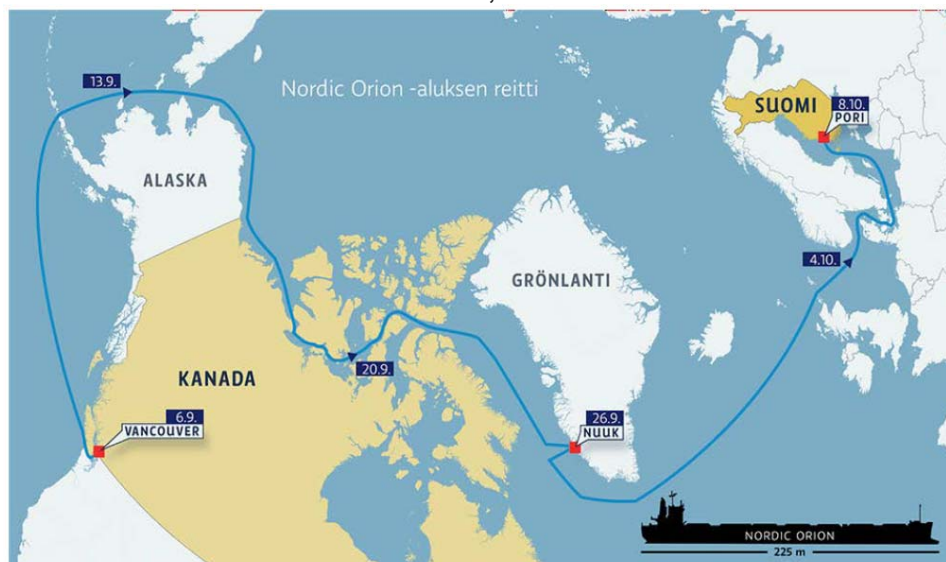 Nordic Orion -aluksen reitti
13.9.
ALASKA
KANADA
6.9.
VANCOUVER
20.9.
GRÖNLANTI
26.9.
NUUK
SUOMI
8.10.
PORI
4.10.
NORDIC ORION
225 m